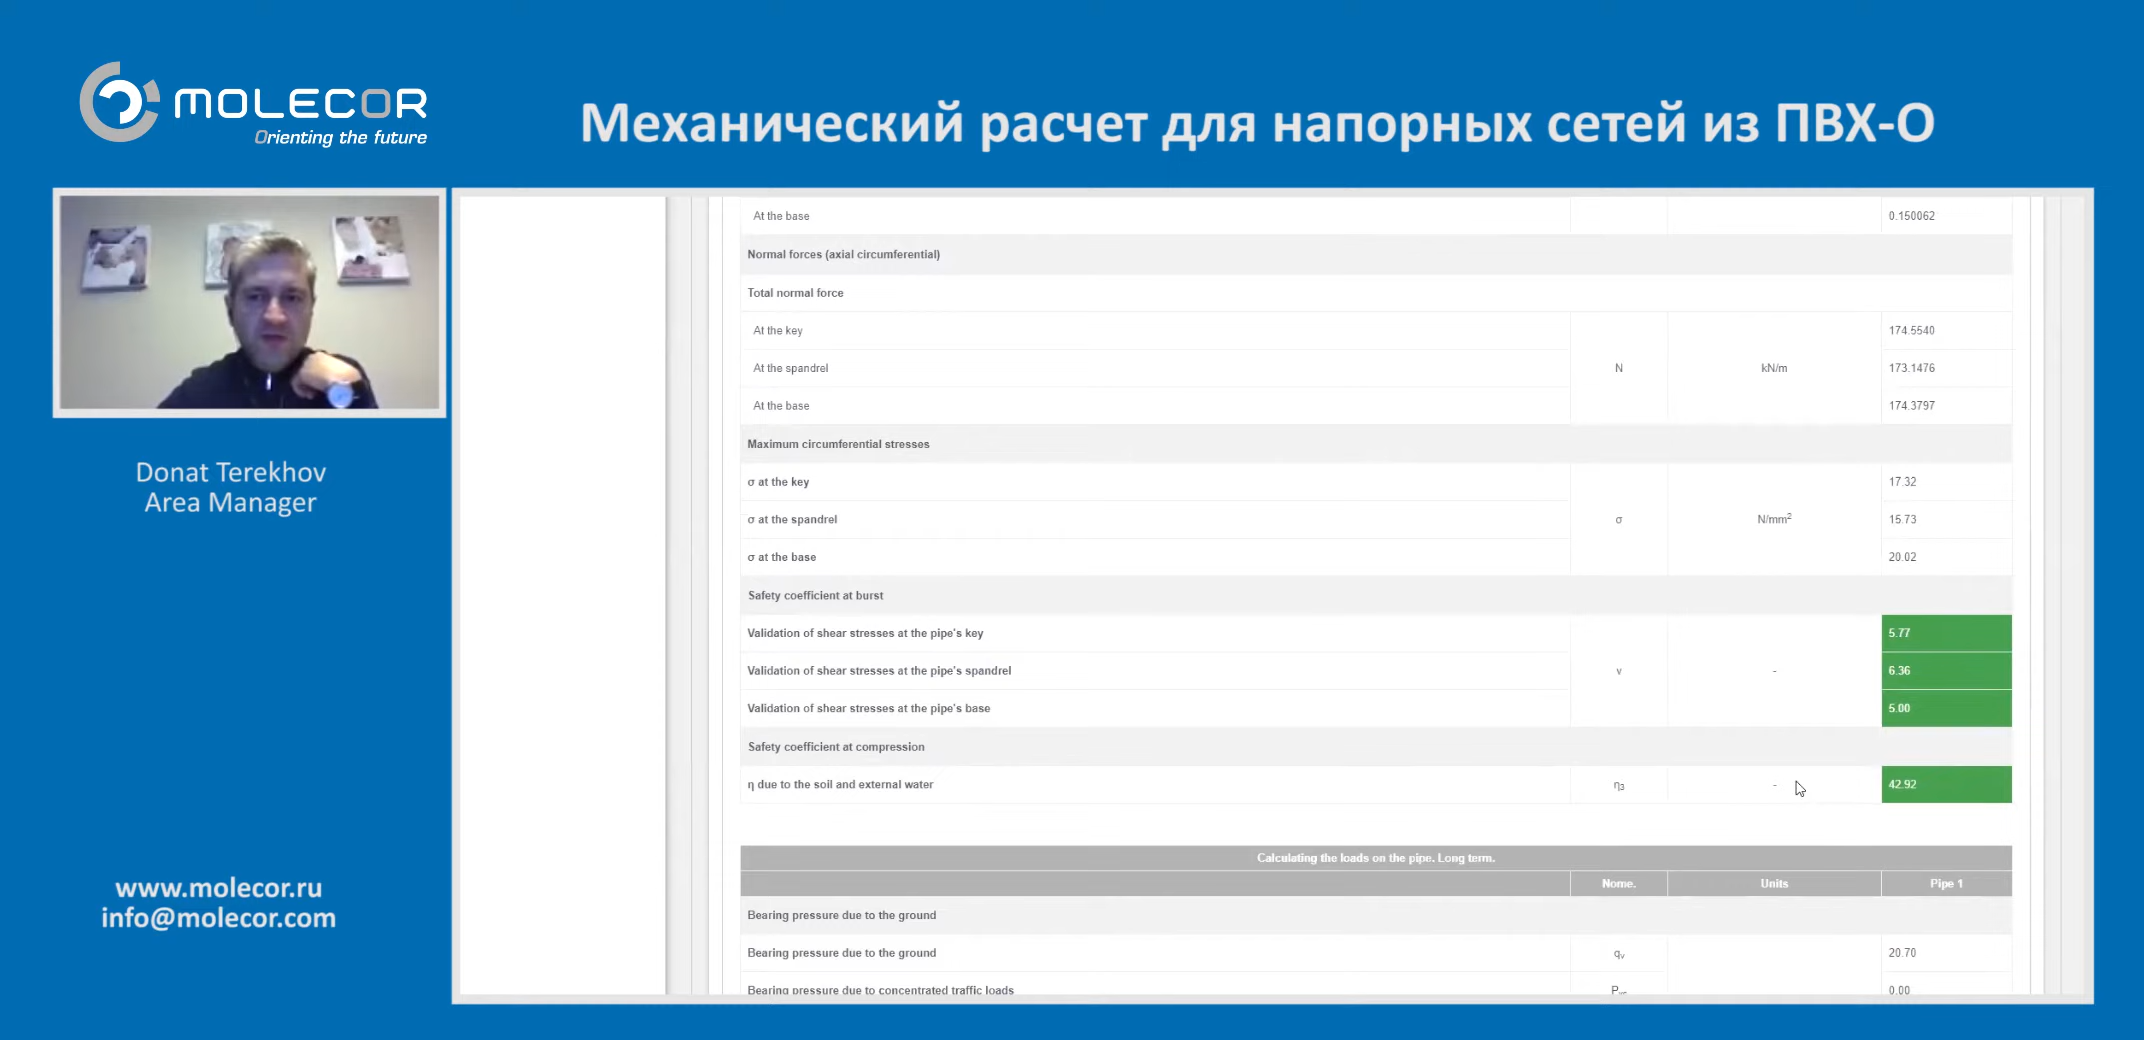 MOLECOR
Orienting the future
Механический расчет для напорных сетей из ПВХ-О
Donat Terekhov
Area Manager
www.molecor.ru
info@molecor.com
At the base 0.150062
Normal forces (axial circumferential)
Total normal force
At the key 174.5540
At the spandrel N kN/m 173.1476
At the base 174.3797
Maximum circumferential stresses
σ at the key 17.32
σ at the spandrel σ N/mm² 15.73
σ at the base 20.02
Safety coefficient at burst
Validation of shear stresses at the pipe's key 5.77
Validation of shear stresses at the pipe's spandrel v - 6.36
Validation of shear stresses at the pipe's base 5.00
Safety coefficient at compression
η due to the soil and external water η3 - 42.92
Calculating the loads on the pipe. Long term.
Nome. Units Pipe 1
Bearing pressure due to the ground
Bearing pressure due to the ground qv 20.70
Bearing pressure due to concentrated traffic loads 0.00